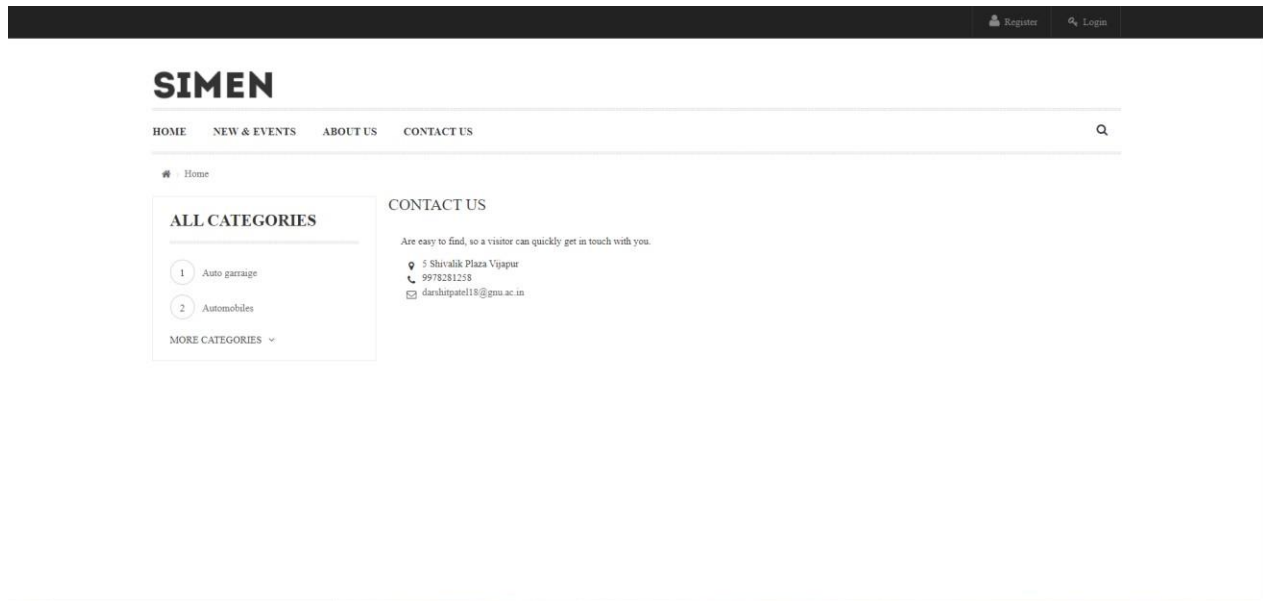 Register Login
SIMEN
HOME NEW & EVENTS ABOUT US CONTACT US
Home
ALL CATEGORIES
1 Auto garraige
2 Automobiles
MORE CATEGORIES
CONTACT US
Are easy to find, so a visitor can quickly get in touch with you.
5 Shivalik Plaza Vijapur
9978281258
darshitpatel18@gnu.ac.in